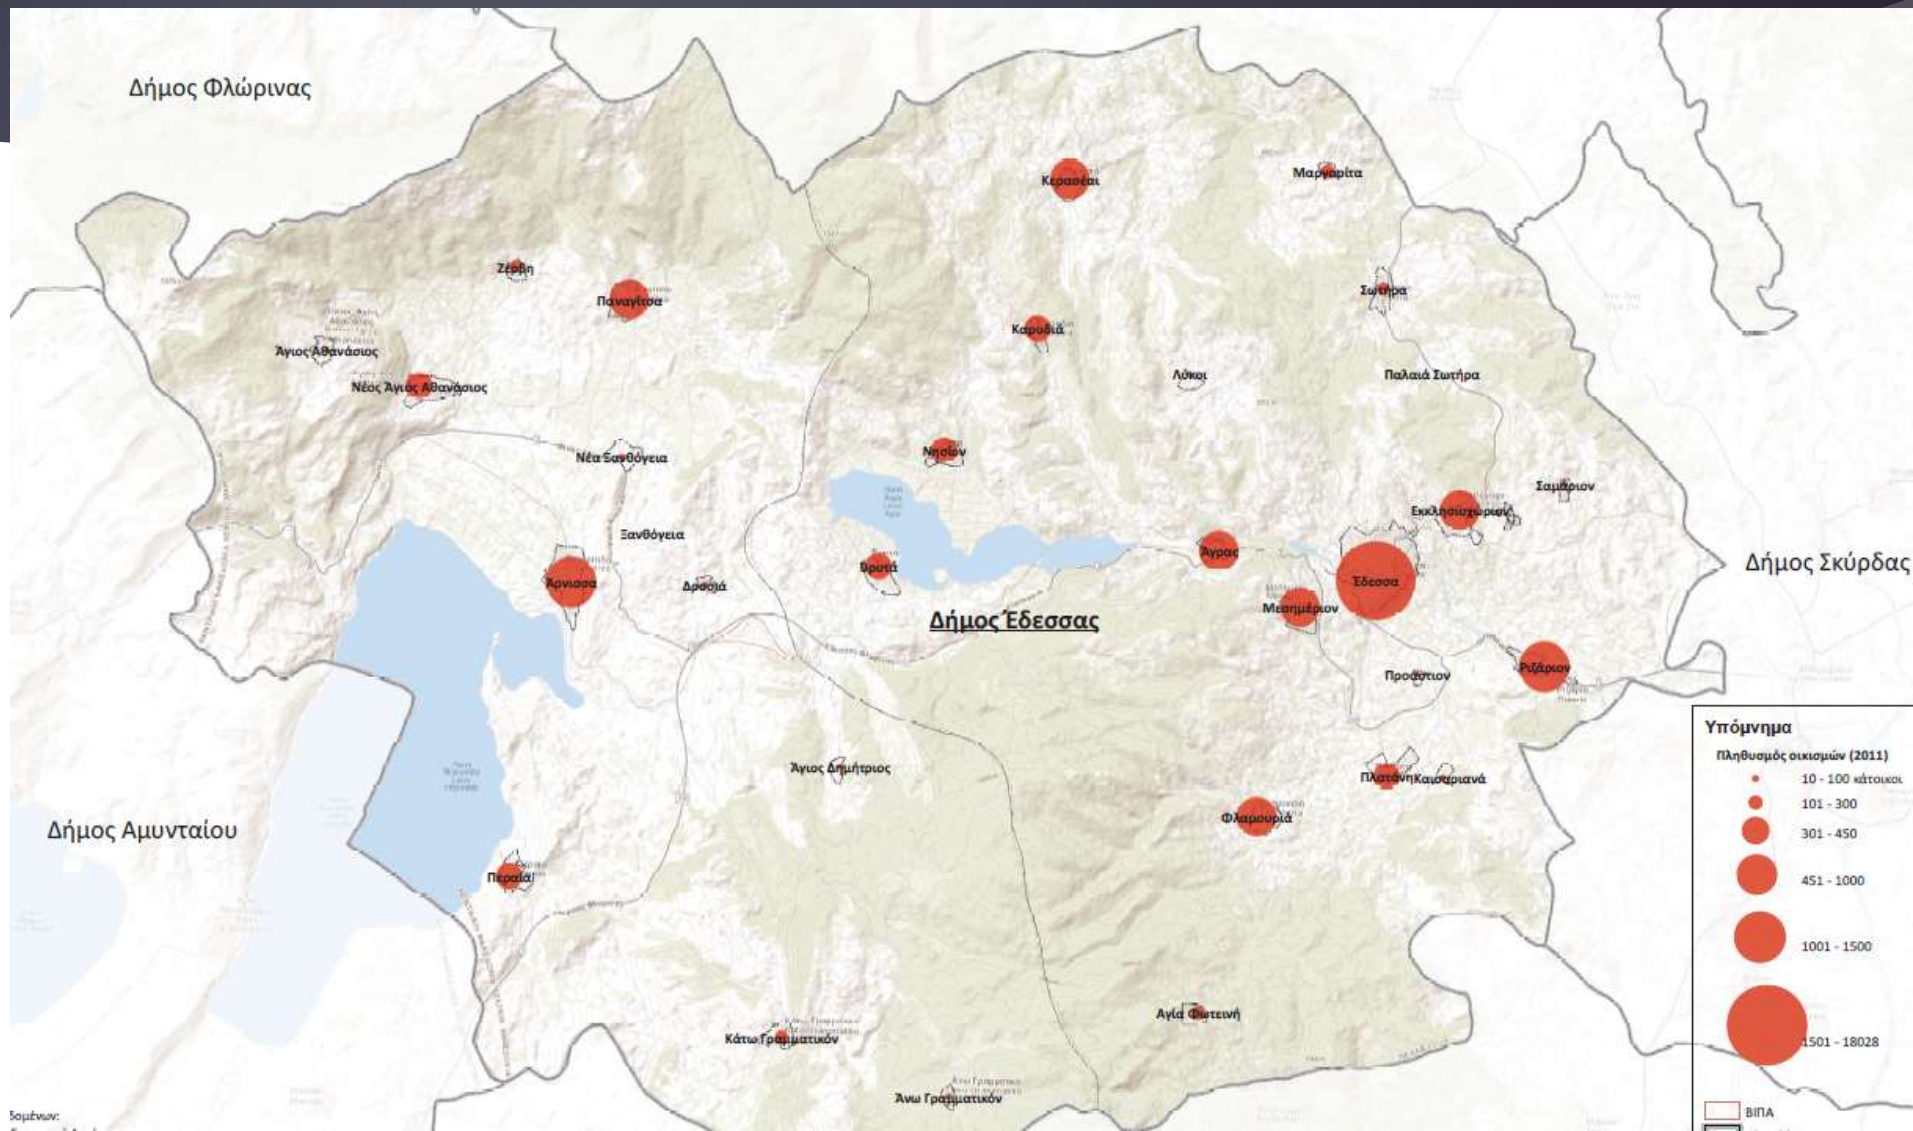 Δήμος Φλώρινας
Κερασέαι
Μαργαρίτα
Ζέρβη
Παναγίτσα
Σωτήρα
Καρυδιά
Άγιος Αθανάσιος
Λύκοι
Παλαιά Σωτήρα
Νέος Άγιος Αθανάσιος
Νησίον
Νέα Ξανθόγεια
Σαμάριον
Εκκλησιοχώριον
Ξανθόγεια
Άγρας
Δήμος Σκύρδας
Άρνισσα
Δροσιά
Βρυτά
Έδεσσα
Μεσημέριον
Δήμος Έδεσσας
Ριζάριον
Προάστιον
Άγιος Δημήτριος
Πλατάνη
Καισαριανά
Φλαμουριά
Δήμος Αμυνταίου
Περαία
Αγία Φωτεινή
Κάτω Γραμματικόν
Άνω Γραμματικόν
Υπόμνημα
Πληθυσμός οικισμών (2011)
10 - 100 κάτοικοι
101 - 300
301 - 450
451 - 1000
1001 - 1500
1501 - 18028
ΒΙΠΑ